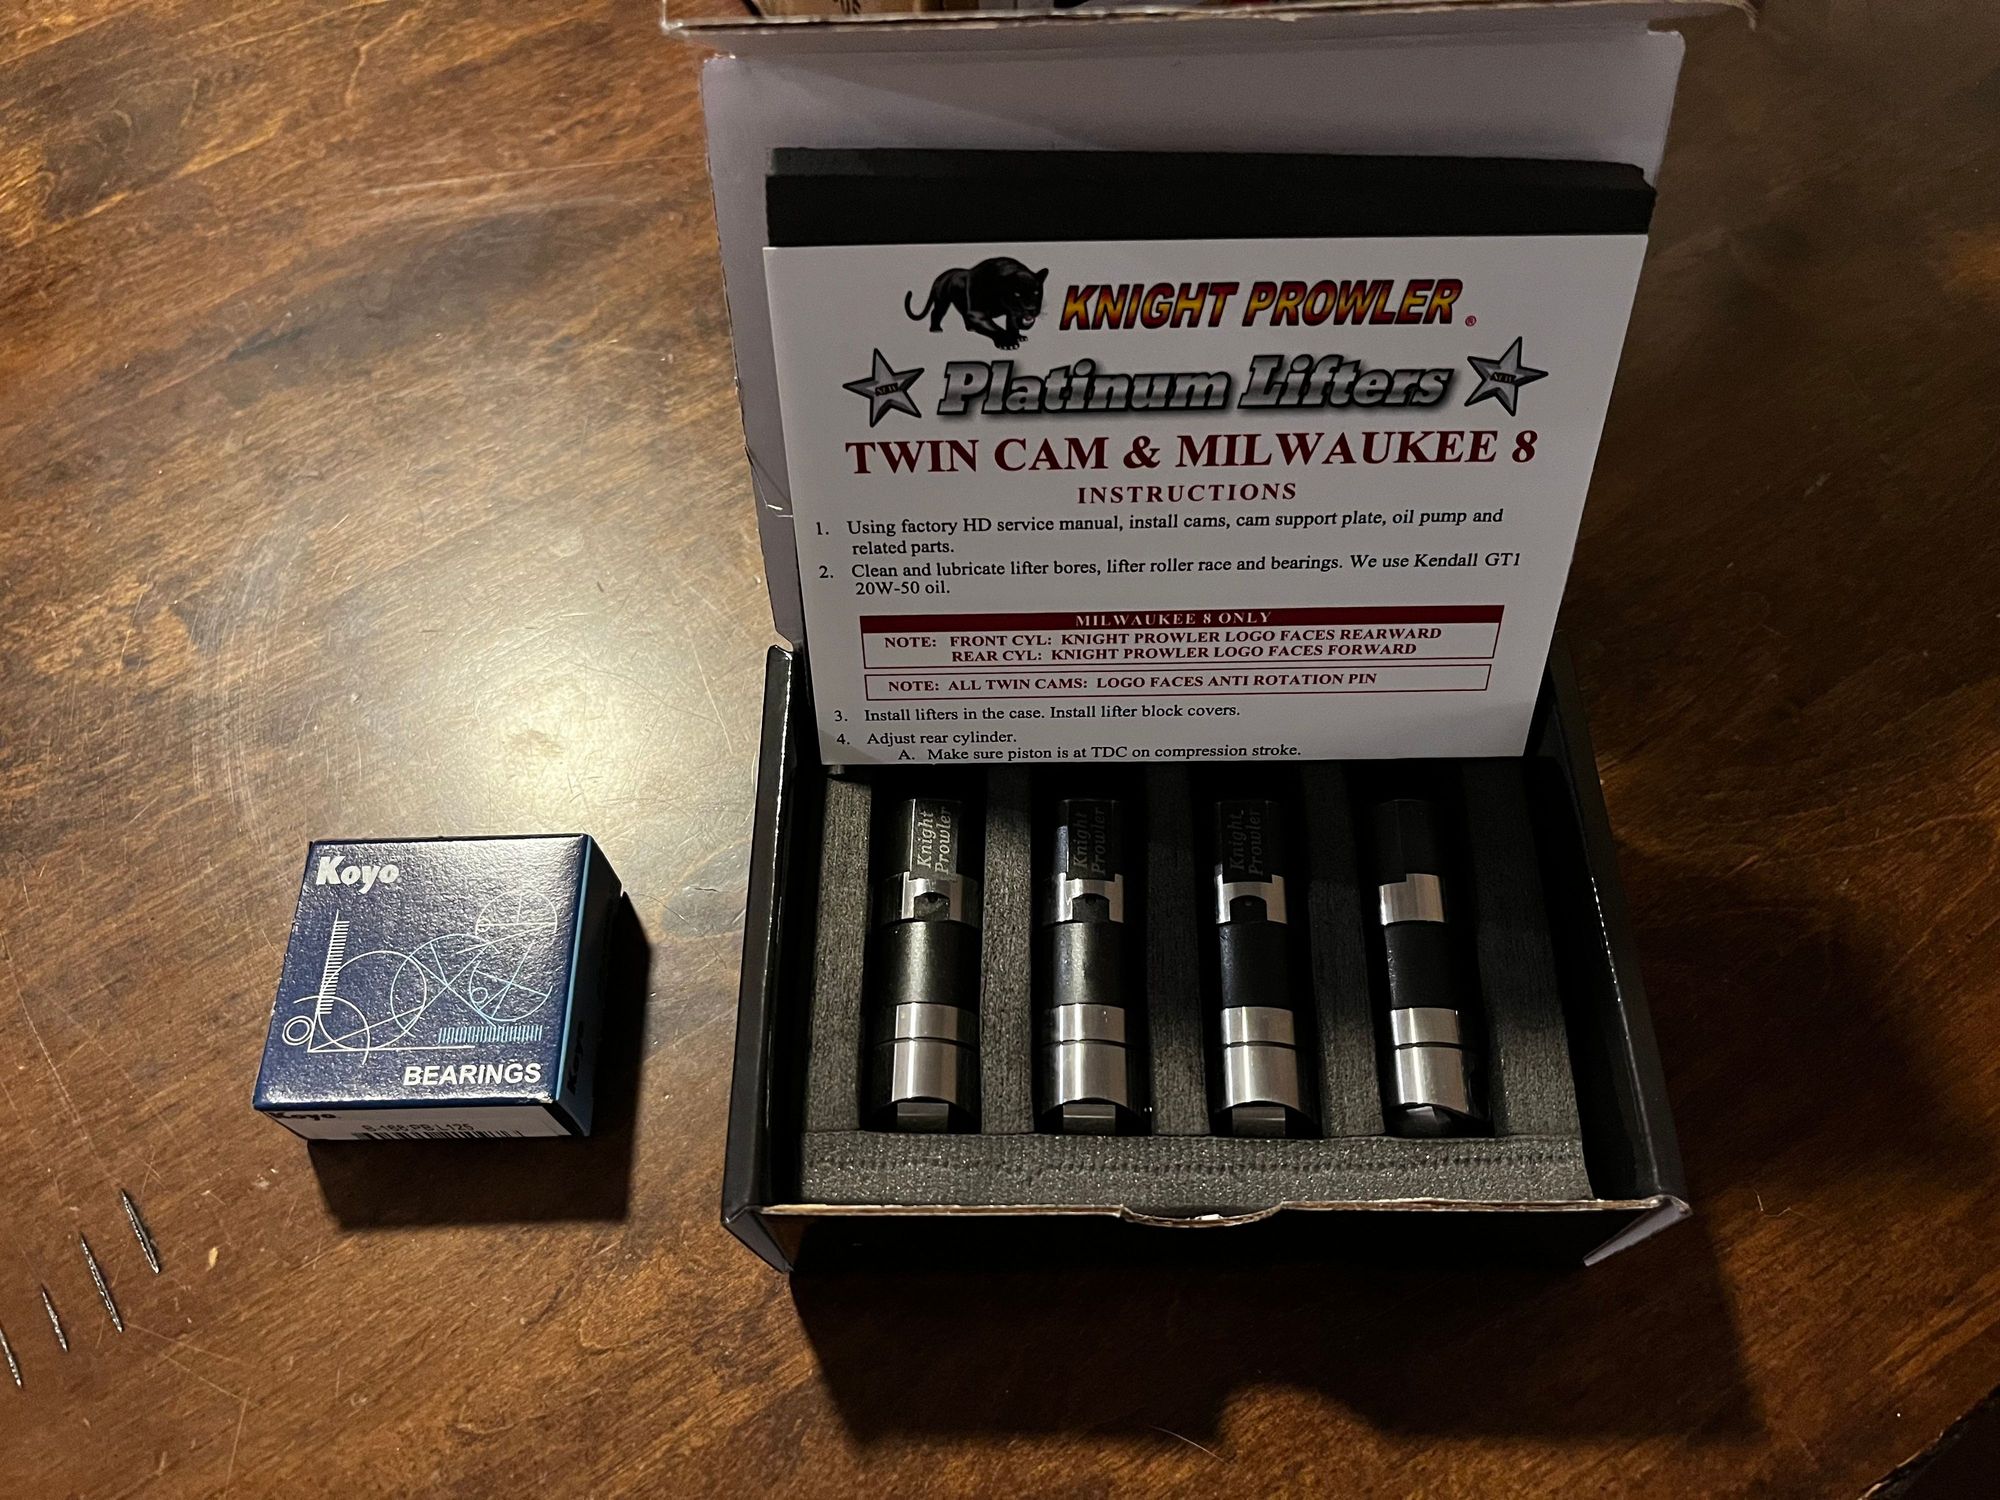 KNIGHT PROWLER®
NEW Platinum Lifters NEW
TWIN CAM & MILWAUKEE 8
INSTRUCTIONS
1. Using factory HD service manual, install cams, cam support plate, oil pump and
related parts.
2. Clean and lubricate lifter bores, lifter roller race and bearings. We use Kendall GT1
20W-50 oil.
MILWAUKEE 8 ONLY
NOTE: FRONT CYL: KNIGHT PROWLER LOGO FACES REARWARD
REAR CYL: KNIGHT PROWLER LOGO FACES FORWARD
NOTE: ALL TWIN CAMS: LOGO FACES ANTI ROTATION PIN
3. Install lifters in the case. Install lifter block covers.
4. Adjust rear cylinder.
A. Make sure piston is at TDC on compression stroke.
Knight
Prowler
Knight
Prowler
Knight
Prowler
Koyo
BEARINGS
Koyo
Koyo